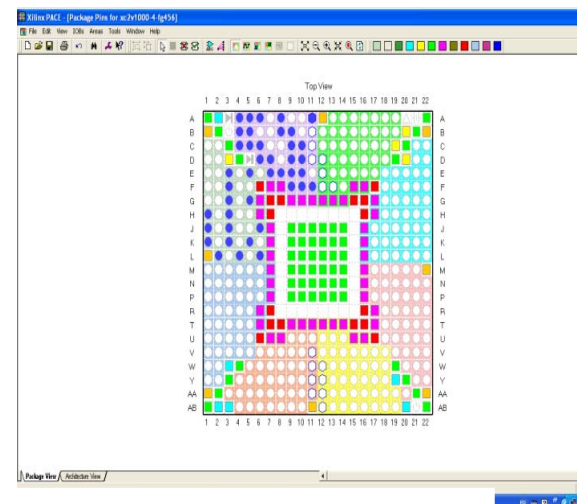 Xilinx PACE - [Package Pins for xc2v1000-4-fg456]
File Edit View IOBs Areas Tools Window Help
Top View
1 2 3 4 5 6 7 8 9 10 11 12 13 14 15 16 17 18 19 20 21 22
A A
B B
C C
D D
E E
F F
G G
H H
J J
K K
L L
M M
N N
P P
R R
T T
U U
V V
W W
Y Y
AA AA
AB AB
1 2 3 4 5 6 7 8 9 10 11 12 13 14 15 16 17 18 19 20 21 22
Package View Architecture View